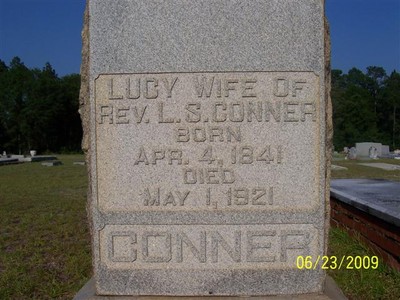 LUCY WIFE OF
REV. L.S. CONNER
BORN
APR. 4, 1841
DIED
MAY 1, 1921
CONNER
06/23/2009